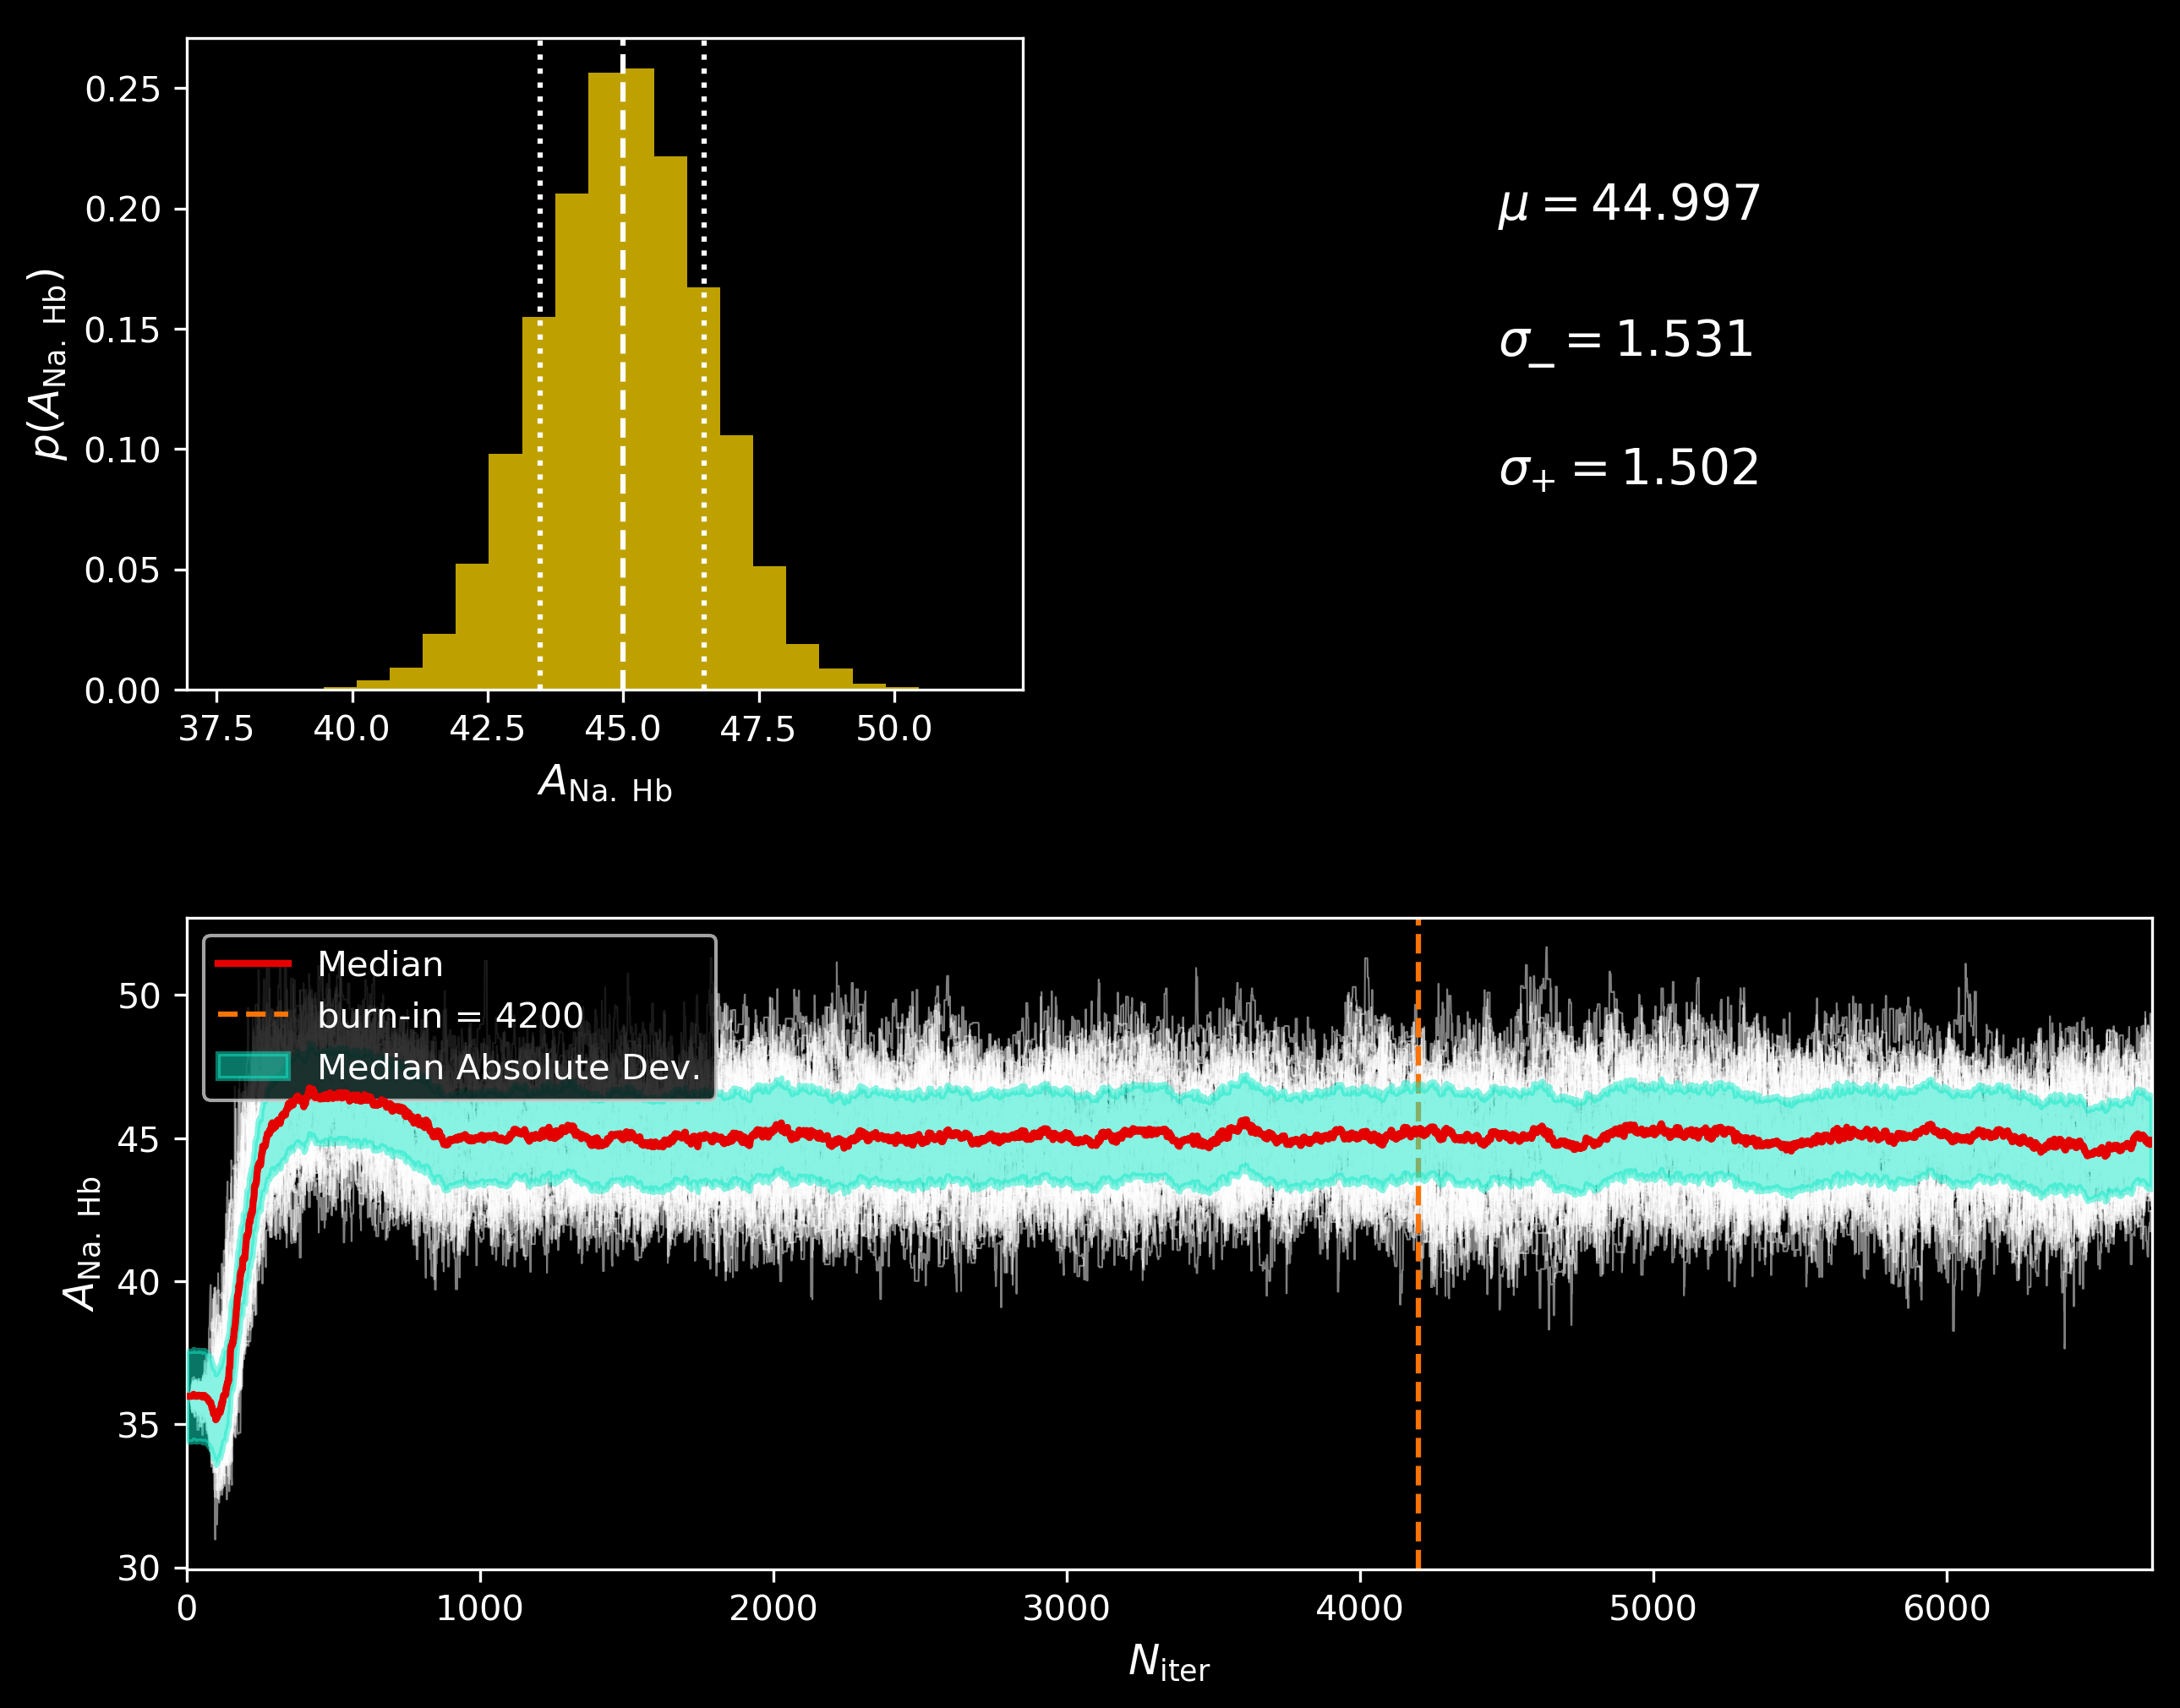 p(A_Na. Hb)
0.25
0.20
0.15
0.10
0.05
0.00
37.5 40.0 42.5 45.0 47.5 50.0
A_Na. Hb
μ = 44.997
σ_− = 1.531
σ_+ = 1.502
A_Na. Hb
50
45
40
35
30
Median
burn-in = 4200
Median Absolute Dev.
0 1000 2000 3000 4000 5000 6000
N_iter